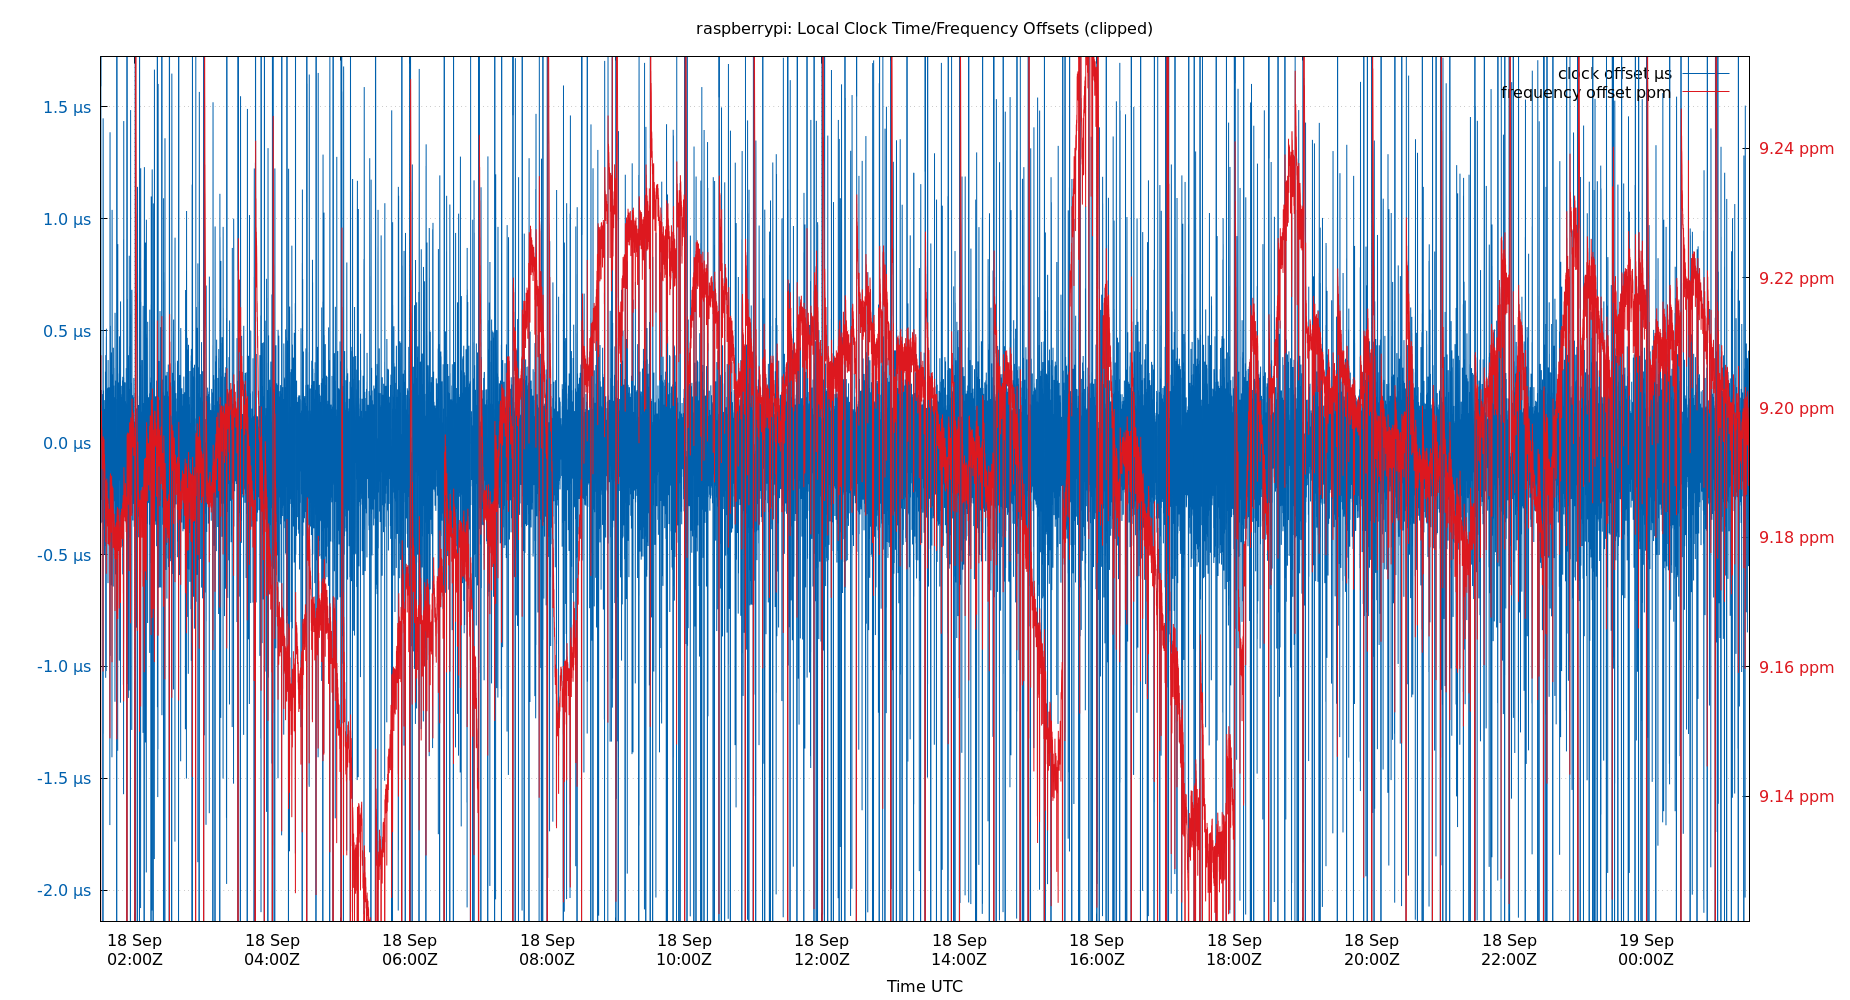 raspberrypi: Local Clock Time/Frequency Offsets (clipped)
clock offset µs
frequency offset ppm
1.5 µs
1.0 µs
0.5 µs
0.0 µs
-0.5 µs
-1.0 µs
-1.5 µs
-2.0 µs
9.24 ppm
9.22 ppm
9.20 ppm
9.18 ppm
9.16 ppm
9.14 ppm
18 Sep
02:00Z
18 Sep
04:00Z
18 Sep
06:00Z
18 Sep
08:00Z
18 Sep
10:00Z
18 Sep
12:00Z
18 Sep
14:00Z
18 Sep
16:00Z
18 Sep
18:00Z
18 Sep
20:00Z
18 Sep
22:00Z
19 Sep
00:00Z
Time UTC